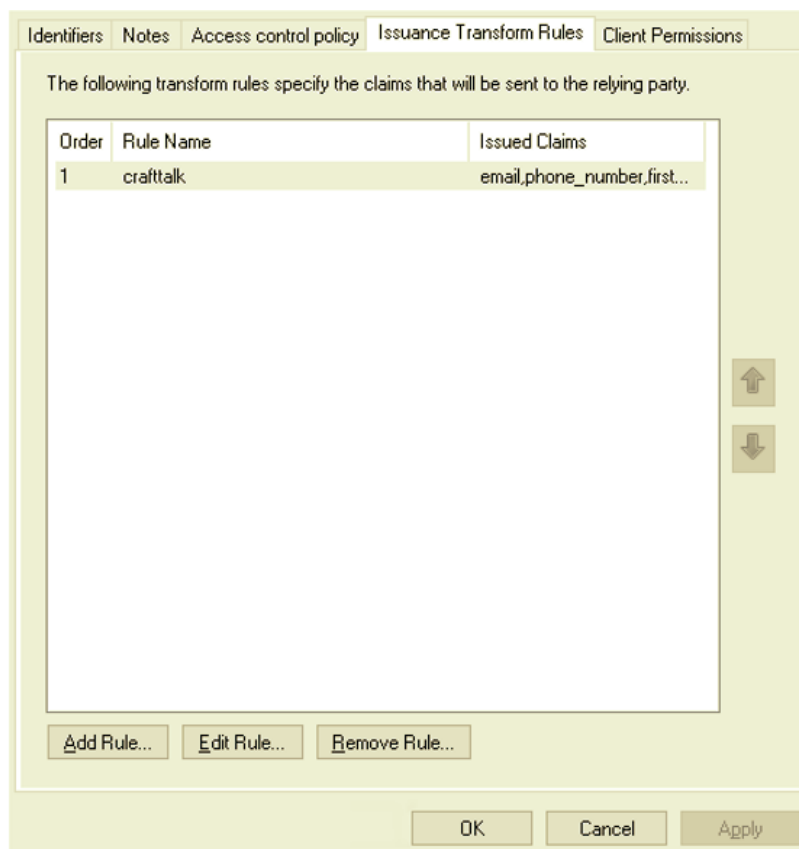 Identifiers Notes Access control policy Issuance Transform Rules Client Permissions
The following transform rules specify the claims that will be sent to the relying party.
Order Rule Name Issued Claims
1 crafttalk email,phone_number,first...
Add Rule... Edit Rule... Remove Rule...
OK Cancel Apply